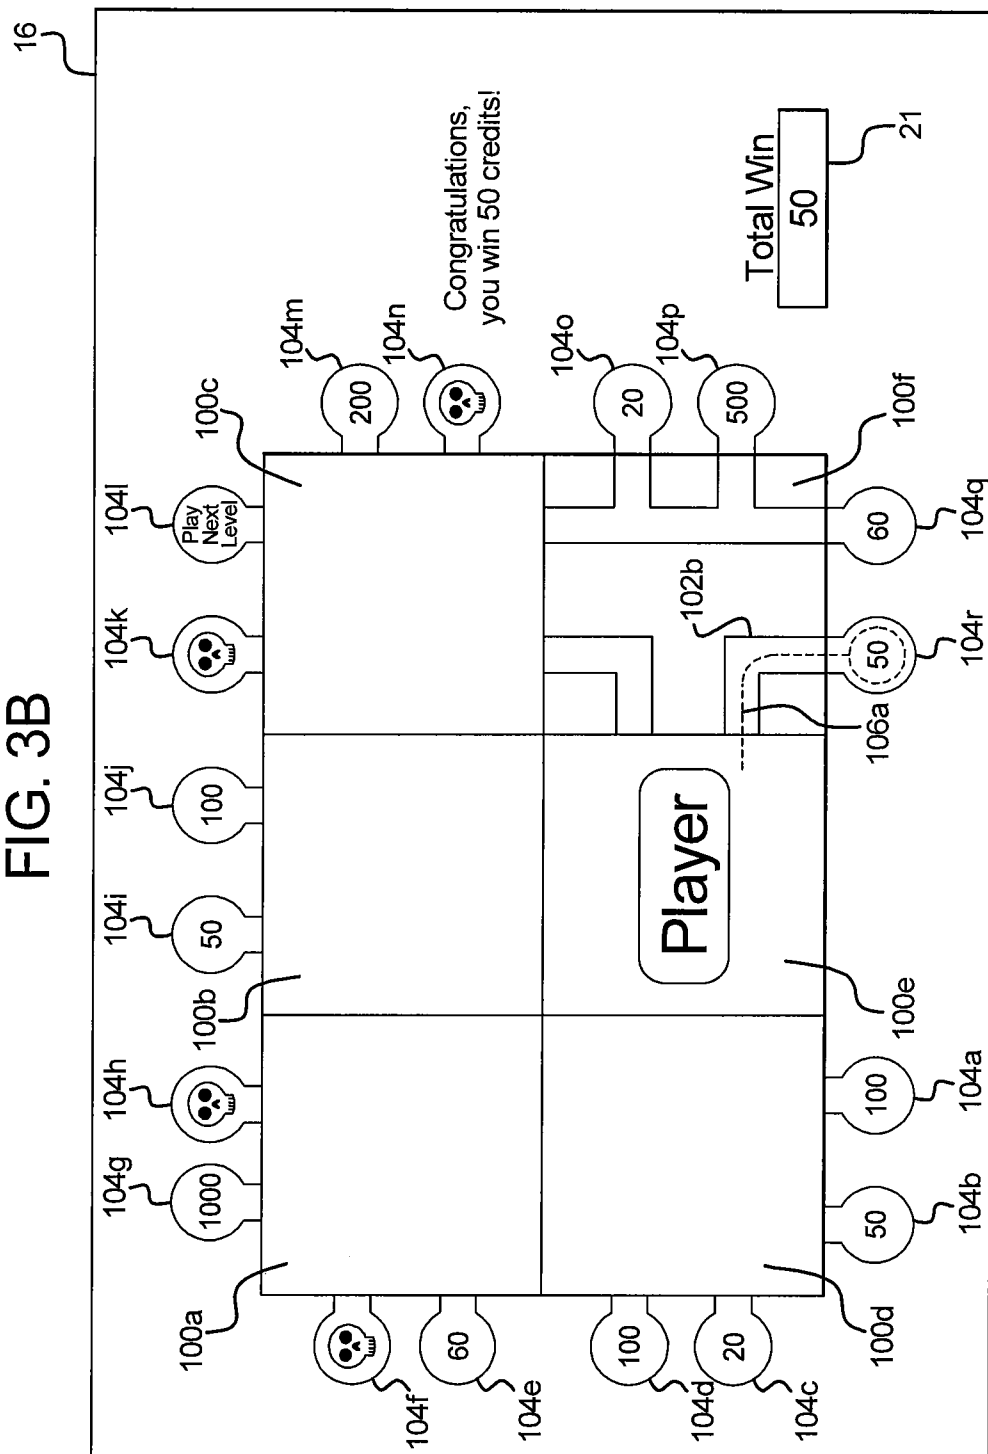 FIG. 3B
16
104g
104h
104i
104j
104k
104l
1000
50
100
Play
Next
Level
100a
100b
100c
104f
104m
200
104e
60
104n
Congratulations,
you win 50 credits!
104d
100
Player
104o
20
104c
20
106a
102b
104p
500
Total Win
50
21
100d
100e
100f
50
100
50
60
104b
104a
104r
104q